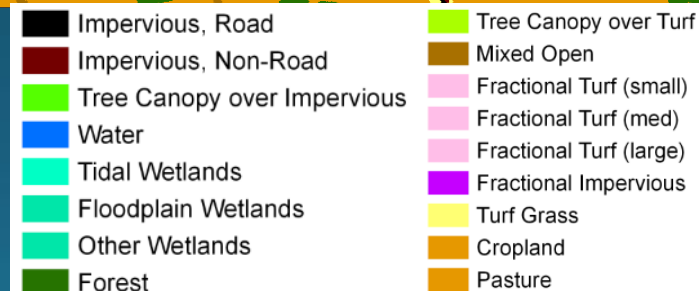 Impervious, Road
Impervious, Non-Road
Tree Canopy over Impervious
Water
Tidal Wetlands
Floodplain Wetlands
Other Wetlands
Forest
Tree Canopy over Turf
Mixed Open
Fractional Turf (small)
Fractional Turf (med)
Fractional Turf (large)
Fractional Impervious
Turf Grass
Cropland
Pasture